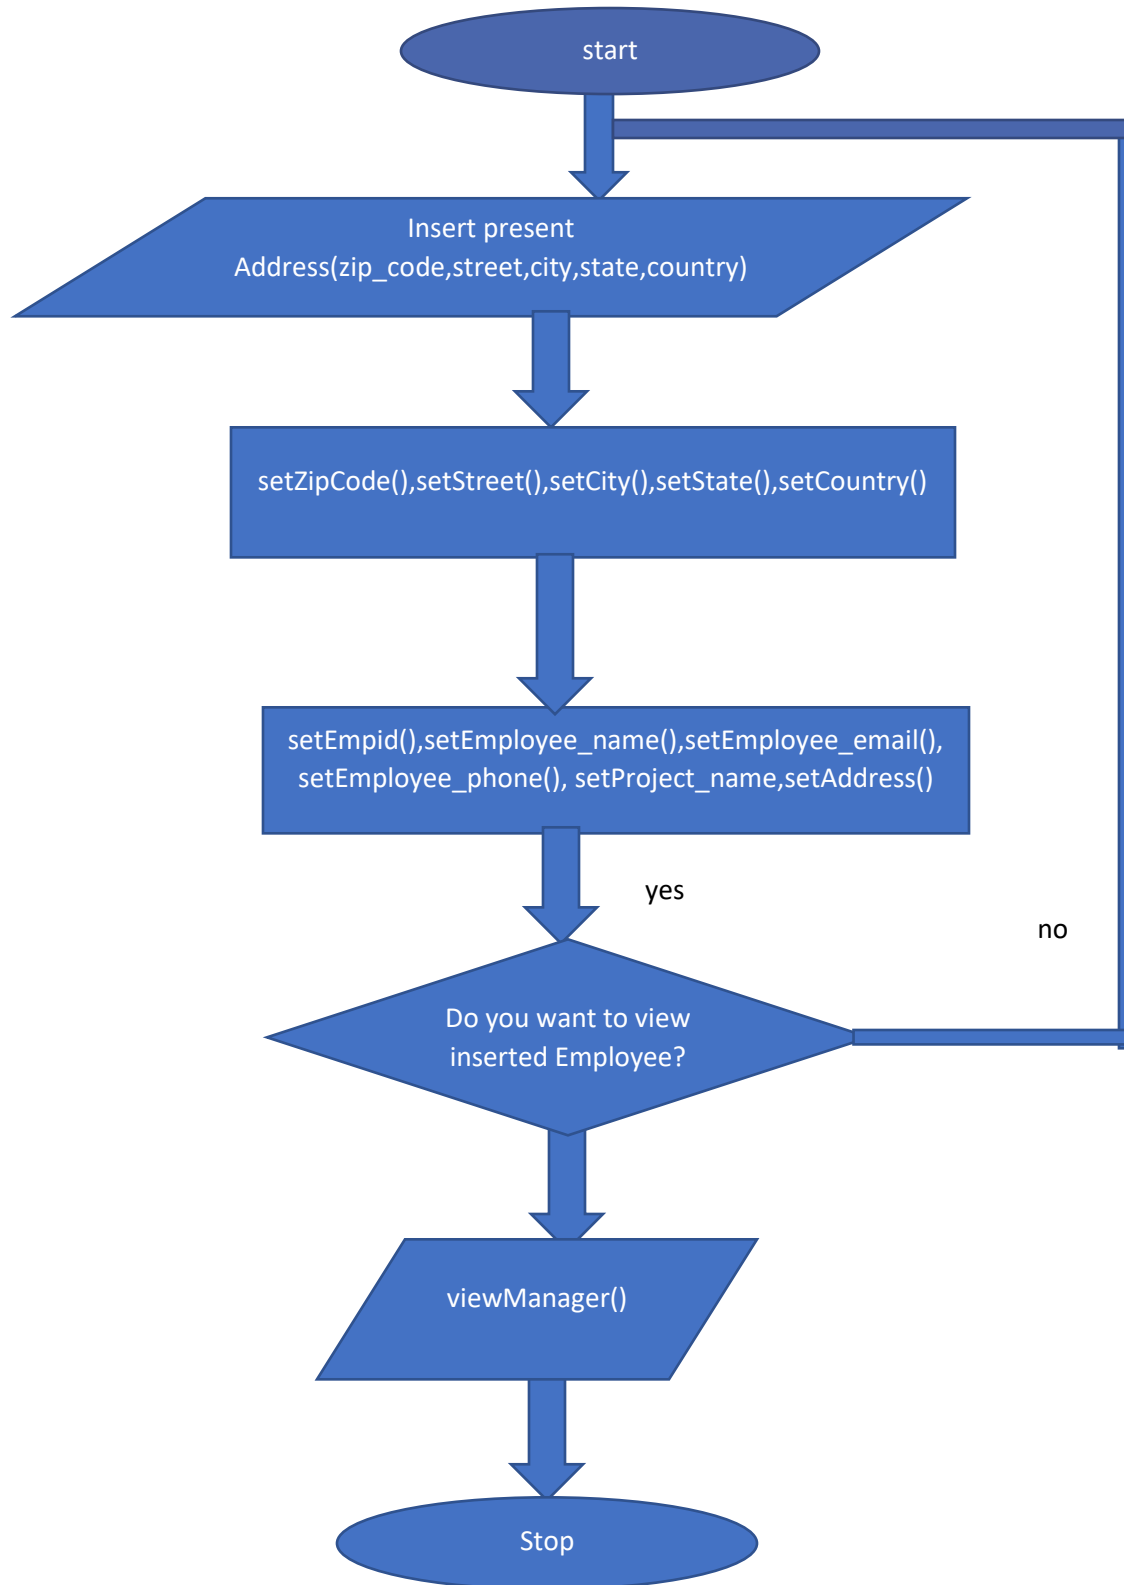 start
Insert present
Address(zip_code,street,city,state,country)
setZipCode(),setStreet(),setCity(),setState(),setCountry()
setEmpid(),setEmployee_name(),setEmployee_email(),
setEmployee_phone(), setProject_name,setAddress()
yes
no
Do you want to view
inserted Employee?
viewManager()
Stop